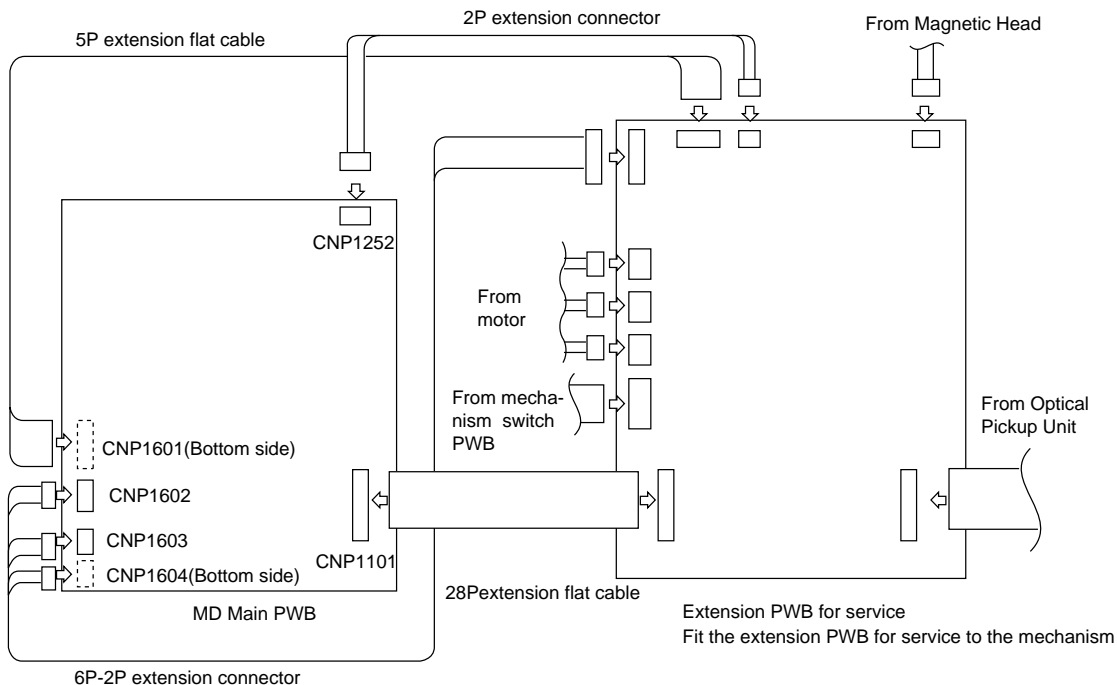 2P extension connector
From Magnetic Head
5P extension flat cable
CNP1252
From
motor
From mecha-
nism switch
PWB
From Optical
Pickup Unit
CNP1601(Bottom side)
CNP1602
CNP1603
CNP1101
CNP1604(Bottom side)
28Pextension flat cable
MD Main PWB
Extension PWB for service
Fit the extension PWB for service to the mechanism
6P-2P extension connector